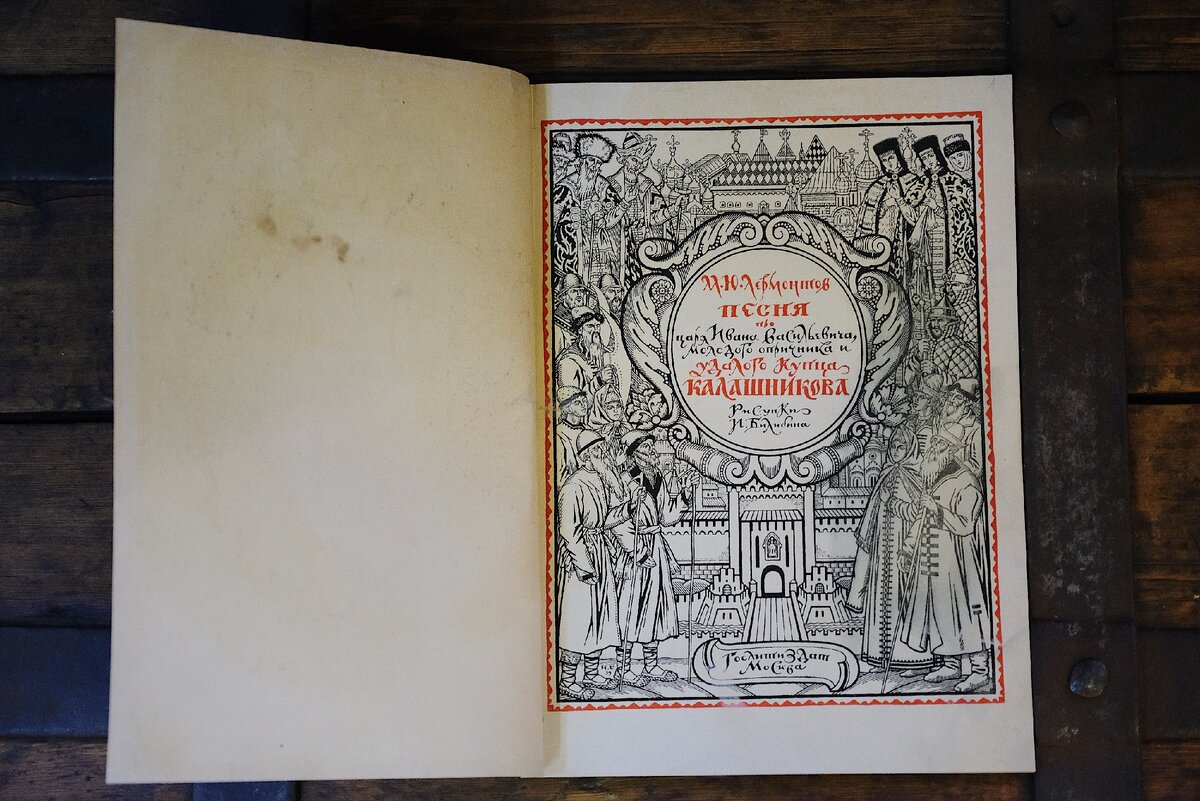 М·Ю·Лермонтов
ПЕСНЯ
про
царя Ивана Васильевича,
молодого опричника и
удалого купца
КАЛАШНИКОВА
Рисунки
И. Билибина
Гослитиздат
Москва